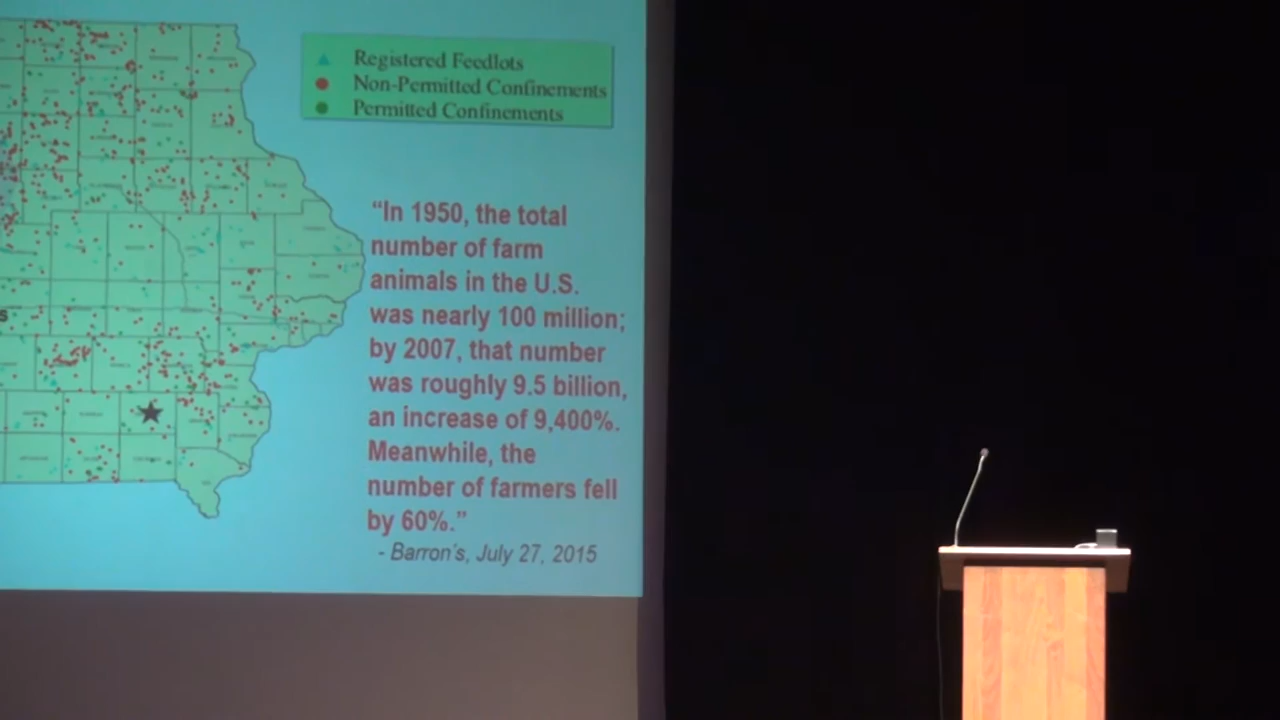 Registered Feedlots
Non-Permitted Confinements
Permitted Confinements
“In 1950, the total
number of farm
animals in the U.S.
was nearly 100 million;
by 2007, that number
was roughly 9.5 billion,
an increase of 9,400%.
Meanwhile, the
number of farmers fell
by 60%.”
- Barron's, July 27, 2015